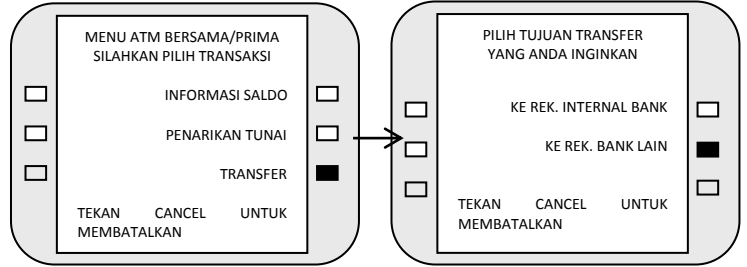 MENU ATM BERSAMA/PRIMA
SILAHKAN PILIH TRANSAKSI
INFORMASI SALDO
PENARIKAN TUNAI
TRANSFER
TEKAN CANCEL UNTUK
MEMBATALKAN
PILIH TUJUAN TRANSFER
YANG ANDA INGINKAN
KE REK. INTERNAL BANK
KE REK. BANK LAIN
TEKAN CANCEL UNTUK
MEMBATALKAN